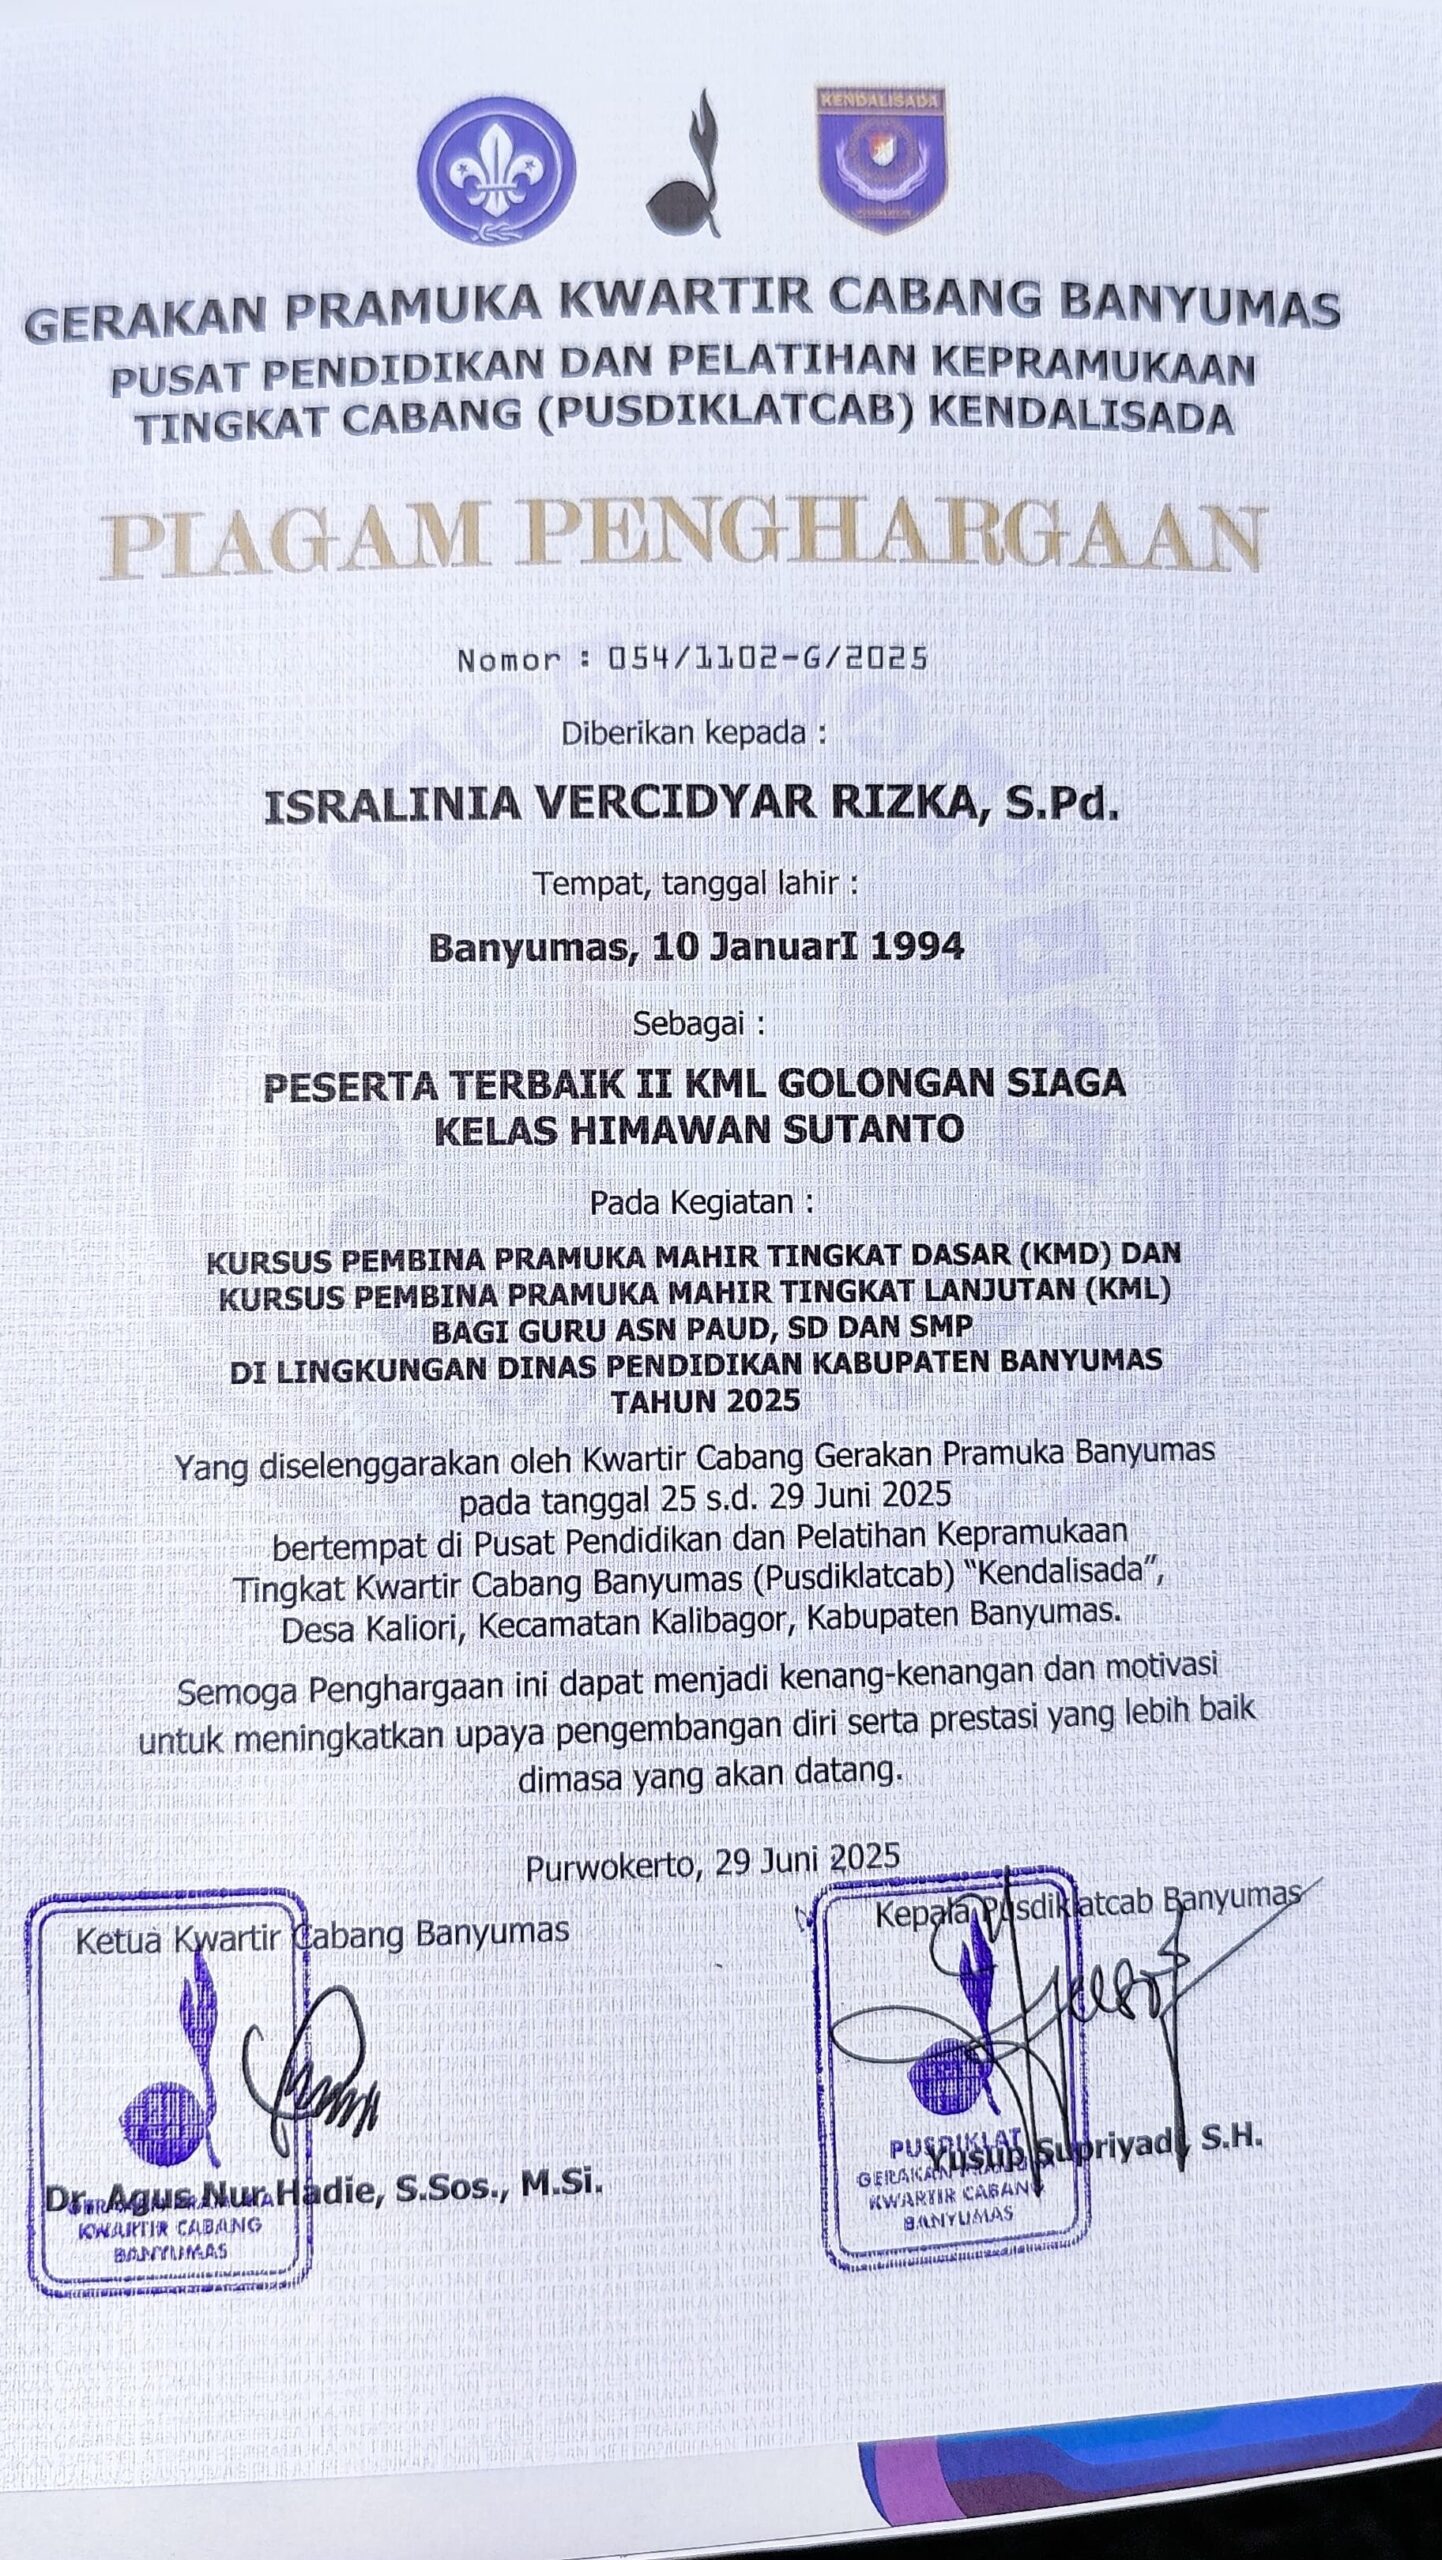 KENDALISADA
GERAKAN PRAMUKA KWARTIR CABANG BANYUMAS
PUSAT PENDIDIKAN DAN PELATIHAN KEPRAMUKAAN
TINGKAT CABANG (PUSDIKLATCAB) KENDALISADA
PIAGAM PENGHARGAAN
Nomor : 054/1102-G/2025
Diberikan kepada :
ISRALINIA VERCIDYAR RIZKA, S.Pd.
Tempat, tanggal lahir :
Banyumas, 10 JanuarI 1994
Sebagai :
PESERTA TERBAIK II KML GOLONGAN SIAGA
KELAS HIMAWAN SUTANTO
Pada Kegiatan :
KURSUS PEMBINA PRAMUKA MAHIR TINGKAT DASAR (KMD) DAN
KURSUS PEMBINA PRAMUKA MAHIR TINGKAT LANJUTAN (KML)
BAGI GURU ASN PAUD, SD DAN SMP
DI LINGKUNGAN DINAS PENDIDIKAN KABUPATEN BANYUMAS
TAHUN 2025
Yang diselenggarakan oleh Kwartir Cabang Gerakan Pramuka Banyumas
pada tanggal 25 s.d. 29 Juni 2025
bertempat di Pusat Pendidikan dan Pelatihan Kepramukaan
Tingkat Kwartir Cabang Banyumas (Pusdiklatcab) “Kendalisada”,
Desa Kaliori, Kecamatan Kalibagor, Kabupaten Banyumas.
Semoga Penghargaan ini dapat menjadi kenang-kenangan dan motivasi
untuk meningkatkan upaya pengembangan diri serta prestasi yang lebih baik
dimasa yang akan datang.
Purwokerto, 29 Juni 2025
Ketua Kwartir Cabang Banyumas
Dr. Agus Nur Hadie, S.Sos., M.Si.
KWARTIR CABANG
BANYUMAS
Kepala Pusdiklatcab Banyumas
Yusup Supriyadi, S.H.
PUSDIKLAT
GERAKAN
KWARTIR CABANG
BANYUMAS